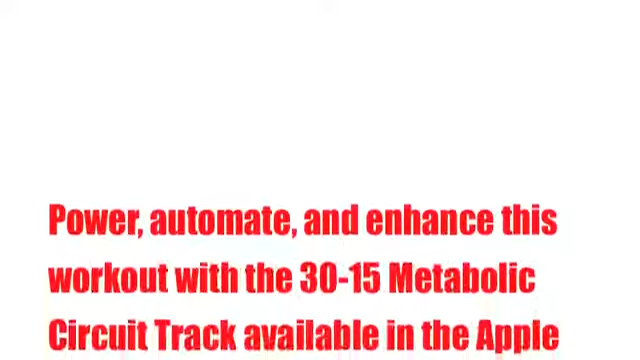 Power, automate, and enhance this
workout with the 30-15 Metabolic
Circuit Track available in the Apple